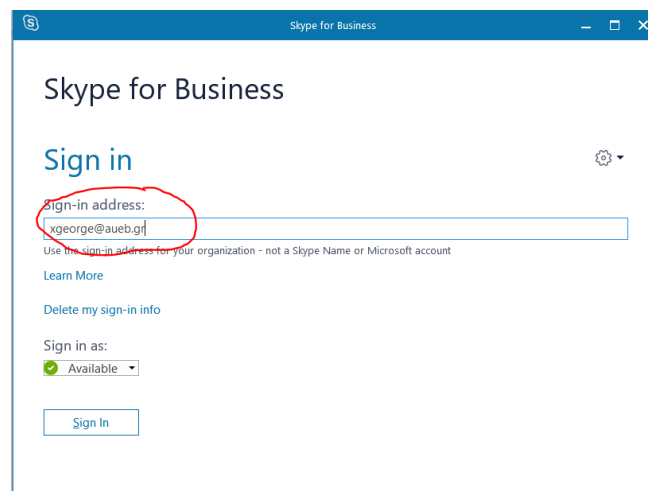 Skype for Business
Skype for Business
Sign in
Sign-in address:
xgeorge@aueb.gr
Use the sign-in address for your organization - not a Skype Name or Microsoft account
Learn More
Delete my sign-in info
Sign in as:
Available
Sign In